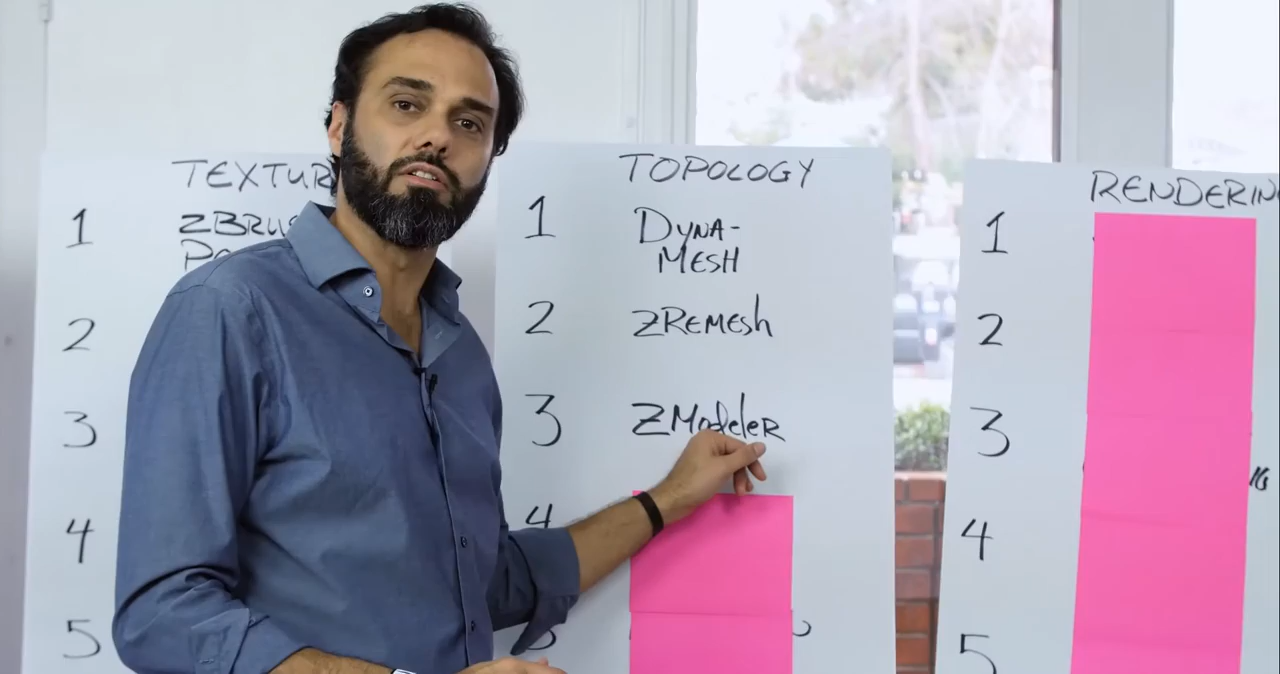 TEXTUR
1
ZBRUS
2
3
4
5
TOPOLOGY
1
DYNA-
MESH
2
ZREMESH
3
ZMODELER
4
RENDERIN
1
2
3
4
5